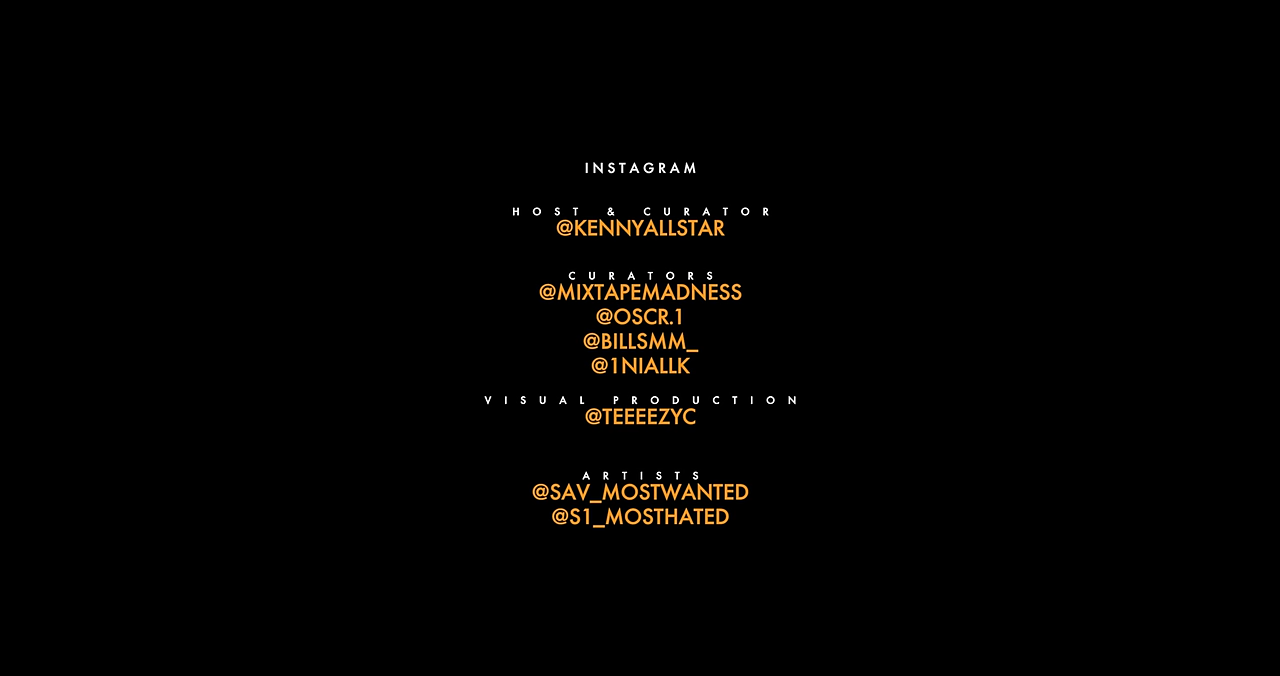 INSTAGRAM
HOST & CURATOR
@KENNYALLSTAR
CURATORS
@MIXTAPEMADNESS
@OSCR.1
@BILLSMM_
@1NIALLK
VISUAL PRODUCTION
@TEEEEZYC
ARTISTS
@SAV_MOSTWANTED
@S1_MOSTHATED